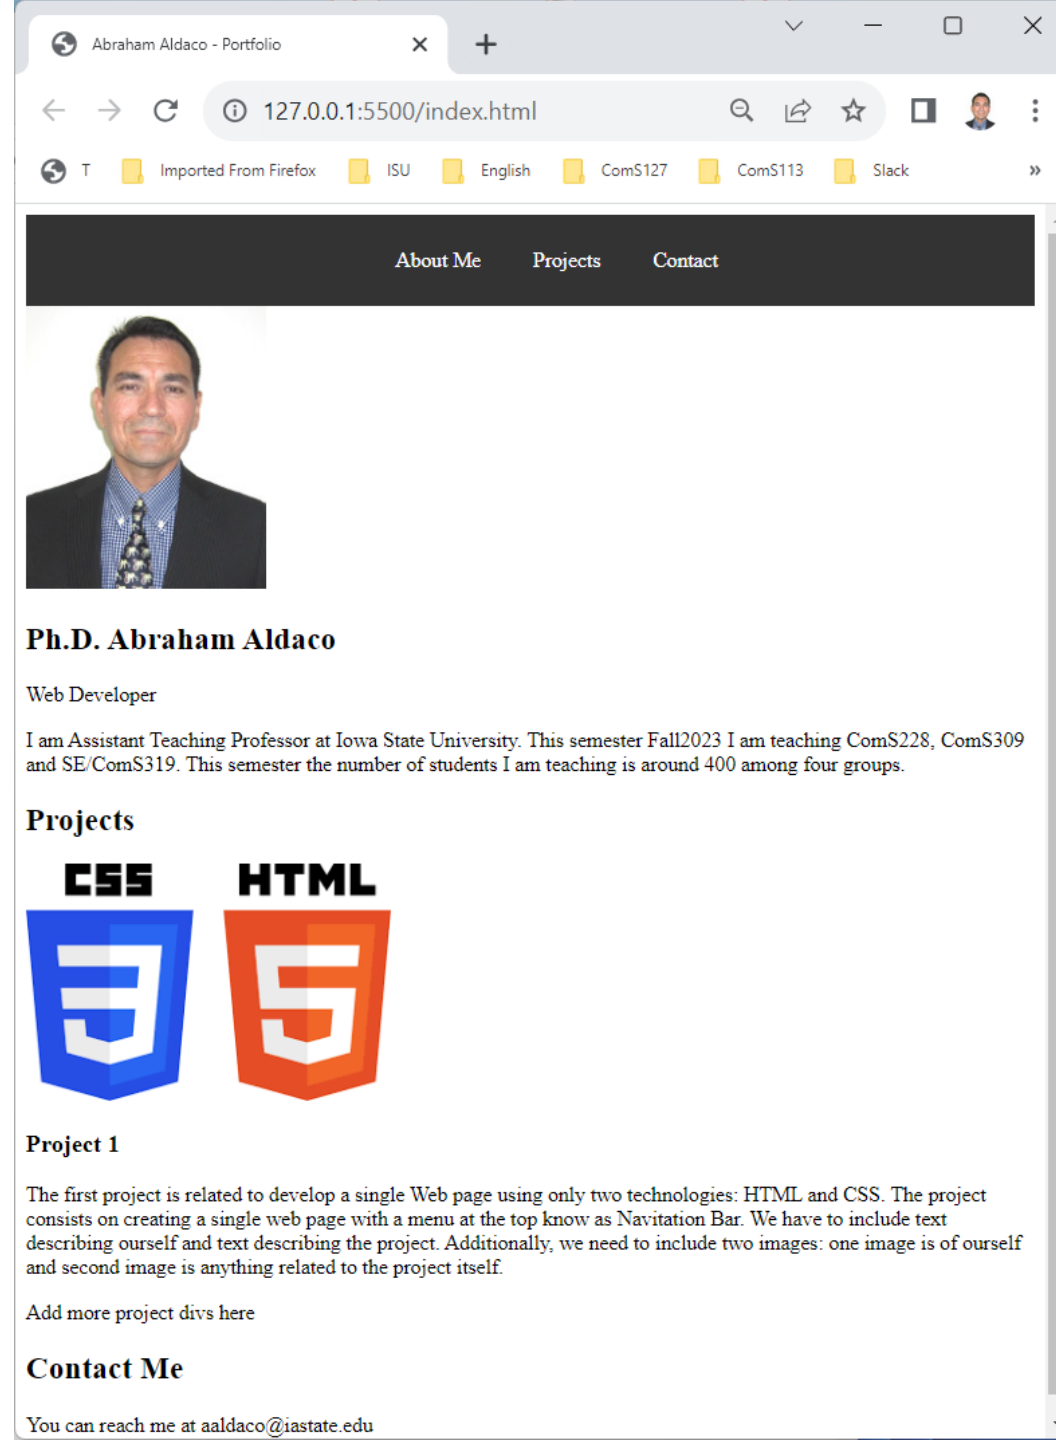 Abraham Aldaco - Portfolio
127.0.0.1:5500/index.html
T Imported From Firefox ISU English ComS127 ComS113 Slack »
About Me Projects Contact
Ph.D. Abraham Aldaco
Web Developer
I am Assistant Teaching Professor at Iowa State University. This semester Fall2023 I am teaching ComS228, ComS309
and SE/ComS319. This semester the number of students I am teaching is around 400 among four groups.
Projects
CSS HTML
3 5
Project 1
The first project is related to develop a single Web page using only two technologies: HTML and CSS. The project
consists on creating a single web page with a menu at the top know as Navitation Bar. We have to include text
describing ourself and text describing the project. Additionally, we need to include two images: one image is of ourself
and second image is anything related to the project itself.
Add more project divs here
Contact Me
You can reach me at aaldaco@iastate.edu